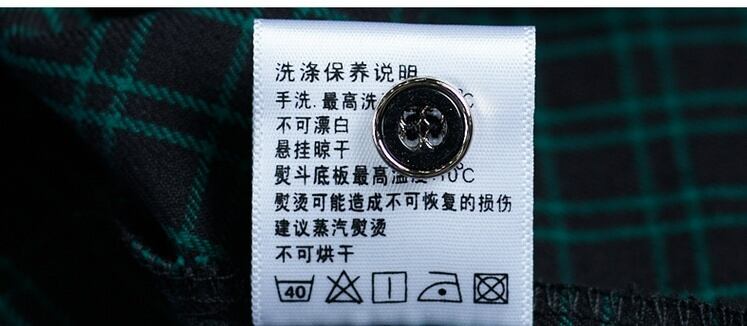 洗涤保养说明
手洗.最高洗 °C
不可漂白
悬挂晾干
熨斗底板最高温 10°C
熨烫可能造成不可恢复的损伤
建议蒸汽熨烫
不可烘干
40